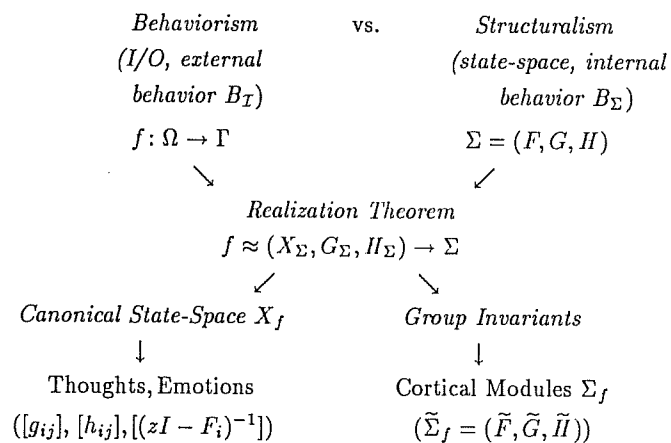 Behaviorism vs. Structuralism
(I/O, external (state-space, internal
behavior B_I) behavior B_Σ)
f: Ω → Γ Σ = (F, G, H)
↘ ↙
Realization Theorem
f ≈ (X_Σ, G_Σ, H_Σ) → Σ
↙ ↘
Canonical State-Space X_f Group Invariants
↓ ↓
Thoughts, Emotions Cortical Modules Σ_f
([g_ij], [h_ij], [(zI − F_i)^−1]) (Σ̃_f = (F̃, G̃, H̃))